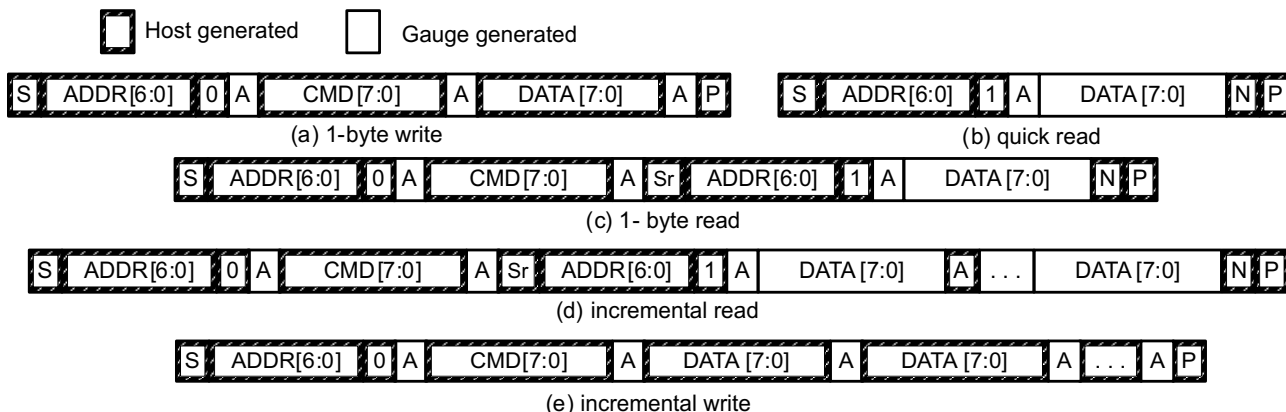 Host generated Gauge generated
S ADDR[6:0] 0 A CMD[7:0] A DATA[7:0] A P S ADDR[6:0] 1 A DATA[7:0] N P
(a) 1-byte write (b) quick read
S ADDR[6:0] 0 A CMD[7:0] A Sr ADDR[6:0] 1 A DATA[7:0] N P
(c) 1- byte read
S ADDR[6:0] 0 A CMD[7:0] A Sr ADDR[6:0] 1 A DATA[7:0] A . . . DATA[7:0] N P
(d) incremental read
S ADDR[6:0] 0 A CMD[7:0] A DATA[7:0] A DATA[7:0] A . . . A P
(e) incremental write